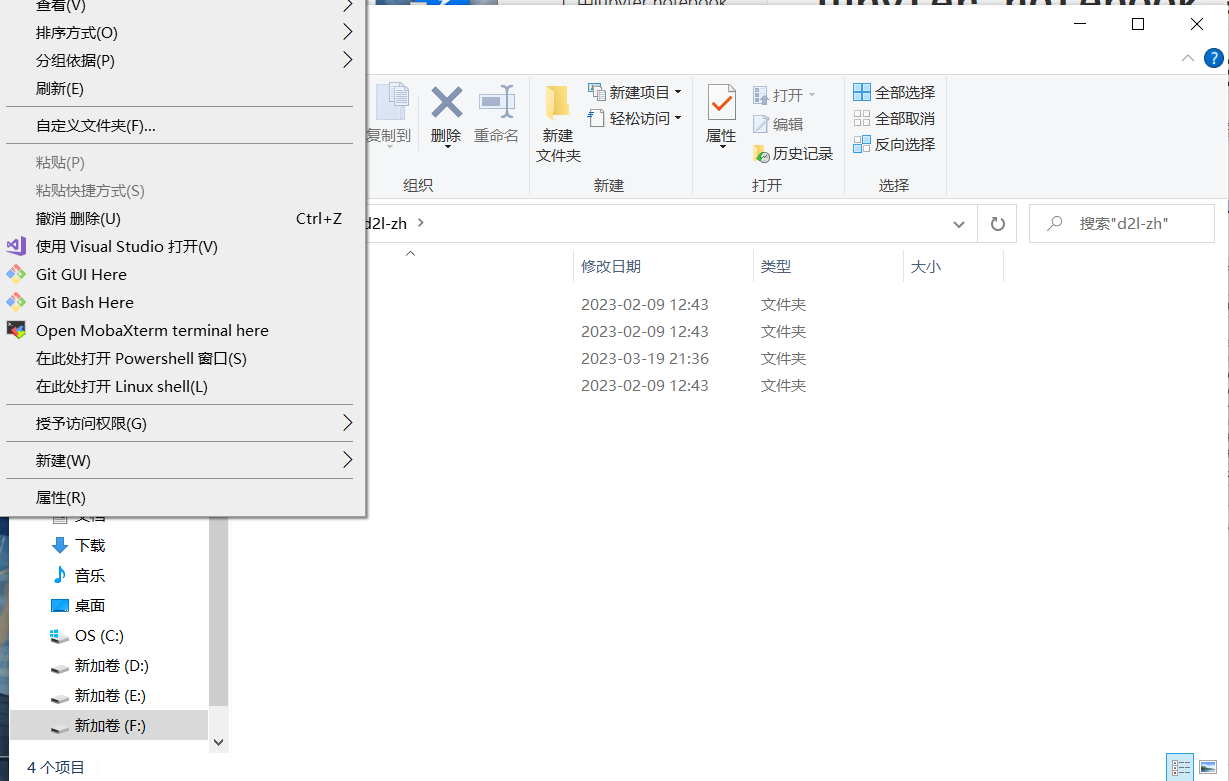 查看(V)
排序方式(O)
分组依据(P)
刷新(E)
自定义文件夹(F)...
粘贴(P)
粘贴快捷方式(S)
撤消 删除(U) Ctrl+Z
使用 Visual Studio 打开(V)
Git GUI Here
Git Bash Here
Open MobaXterm terminal here
在此处打开 Powershell 窗口(S)
在此处打开 Linux shell(L)
授予访问权限(G)
新建(W)
属性(R)
复制到
删除
重命名
组织
新建
文件夹
新建项目
轻松访问
新建
属性
打开
编辑
历史记录
打开
全部选择
全部取消
反向选择
选择
d2l-zh
搜索"d2l-zh"
修改日期 类型 大小
2023-02-09 12:43 文件夹
2023-02-09 12:43 文件夹
2023-03-19 21:36 文件夹
2023-02-09 12:43 文件夹
文档
下载
音乐
桌面
OS (C:)
新加卷 (D:)
新加卷 (E:)
新加卷 (F:)
4 个项目